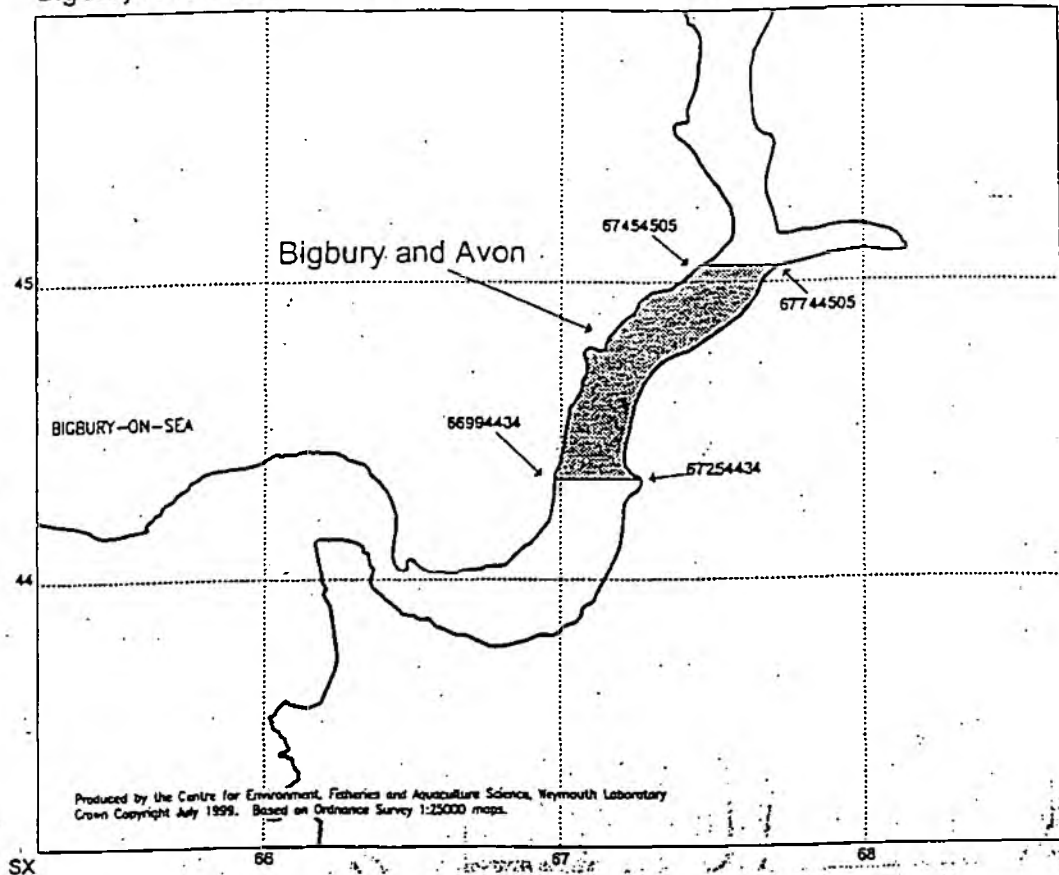 67454505
Bigbury and Avon
45
67744505
66994434
BIGBURY-ON-SEA
67254434
44
Produced by the Centre for Environment, Fisheries and Aquaculture Science, Weymouth Laboratory
Crown Copyright July 1999. Based on Ordnance Survey 1:25000 maps.
SX
66
67
68